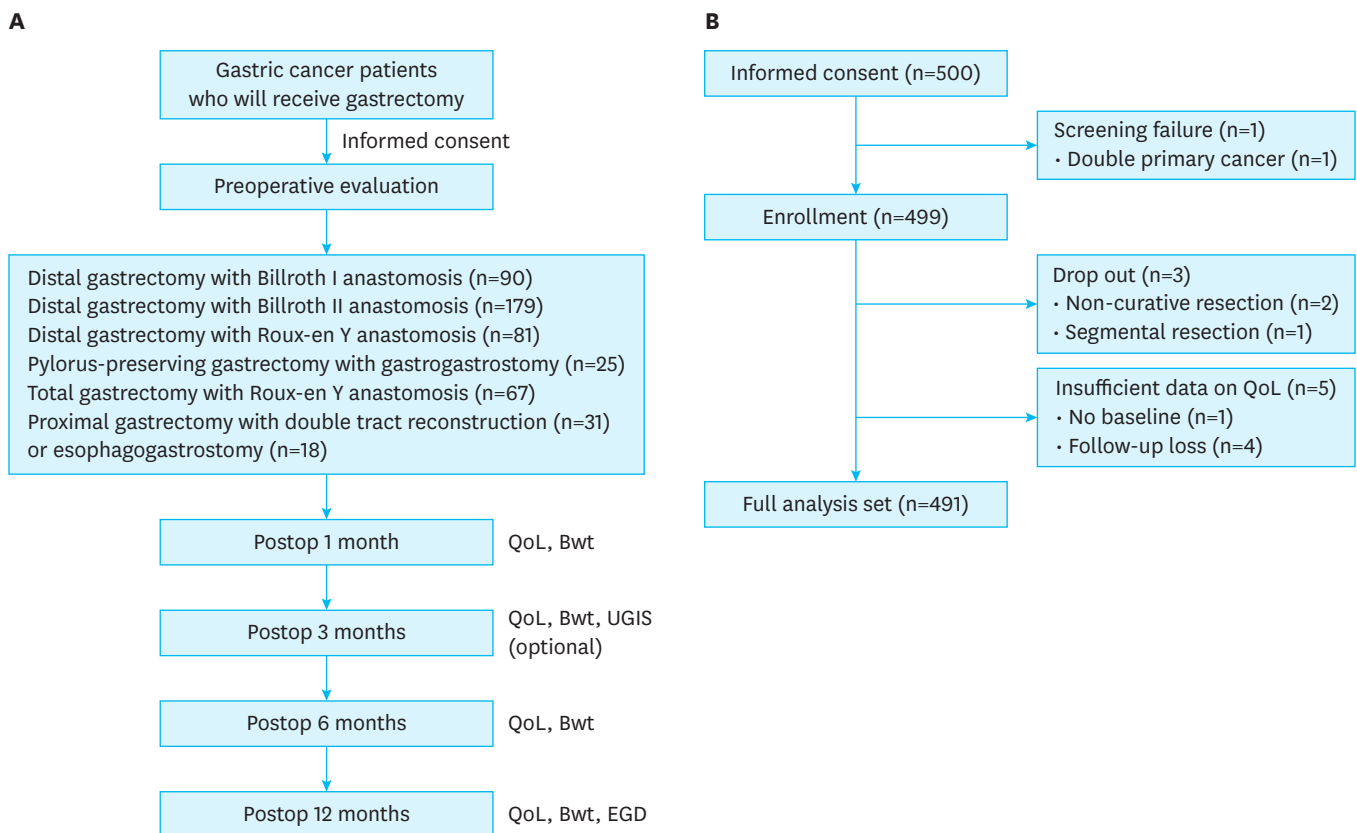 A
Gastric cancer patients
who will receive gastrectomy
Informed consent
Preoperative evaluation
Distal gastrectomy with Billroth I anastomosis (n=90)
Distal gastrectomy with Billroth II anastomosis (n=179)
Distal gastrectomy with Roux-en Y anastomosis (n=81)
Pylorus-preserving gastrectomy with gastrogastrostomy (n=25)
Total gastrectomy with Roux-en Y anastomosis (n=67)
Proximal gastrectomy with double tract reconstruction (n=31)
or esophagogastrostomy (n=18)
Postop 1 month
QoL, Bwt
Postop 3 months
QoL, Bwt, UGIS
(optional)
Postop 6 months
QoL, Bwt
Postop 12 months
QoL, Bwt, EGD
B
Informed consent (n=500)
Screening failure (n=1)
· Double primary cancer (n=1)
Enrollment (n=499)
Drop out (n=3)
· Non-curative resection (n=2)
· Segmental resection (n=1)
Insufficient data on QoL (n=5)
· No baseline (n=1)
· Follow-up loss (n=4)
Full analysis set (n=491)